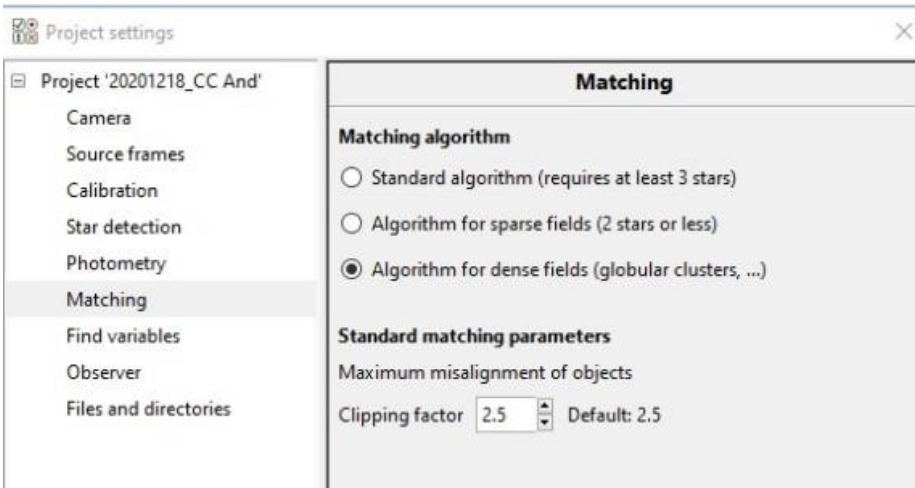 Project settings
Project '20201218_CC And'
Camera
Source frames
Calibration
Star detection
Photometry
Matching
Find variables
Observer
Files and directories
Matching
Matching algorithm
Standard algorithm (requires at least 3 stars)
Algorithm for sparse fields (2 stars or less)
Algorithm for dense fields (globular clusters, ...)
Standard matching parameters
Maximum misalignment of objects
Clipping factor 2.5 Default: 2.5